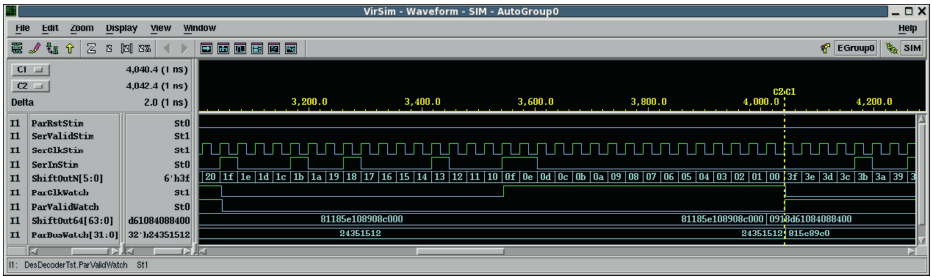 VirSim - Waveform - SIM - AutoGroup0
File Edit Zoom Display View Window Help
EGroup0 SIM
C1 4,040.4 (1 ns)
C2 4,042.4 (1 ns)
Delta 2.0 (1 ns)
C2C1
3,200.0 3,400.0 3,600.0 3,800.0 4,000.0 4,200.0
I1 ParRstStim St0
I1 SerValidStim St1
I1 SerClkStim St1
I1 SerInStim St0
I1 ShiftOutN[5:0] 6'h3f 20 1f 1e 1d 1c 1b 1a 19 18 17 16 15 14 13 12 11 10 0f 0e 0d 0c 0b 0a 09 08 07 06 05 04 03 02 01 00 3f 3e 3d 3c 3b 3a 39 3
I1 ParClkWatch St1
I1 ParValidWatch St0
I1 ShiftOut64[63:0] d61084088400 81185e108908c000 81185e108908c000 0918d61084088400
I1 ParBusWatch[31:0] 32'h24351512 24351512 24351512 815e89c0
I1: DesDecoderTst.ParValidWatch St1